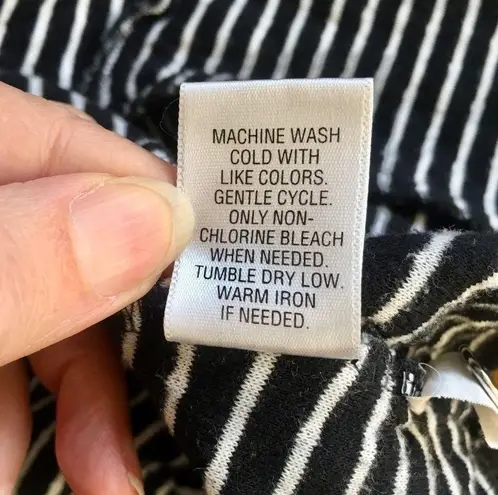 MACHINE WASH
COLD WITH
LIKE COLORS.
GENTLE CYCLE.
ONLY NON-
CHLORINE BLEACH
WHEN NEEDED.
TUMBLE DRY LOW.
WARM IRON
IF NEEDED.